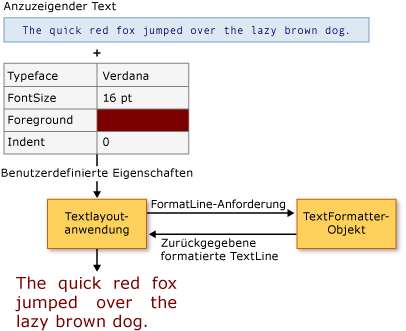 Anzuzeigender Text
The quick red fox jumped over the lazy brown dog.
+
Typeface Verdana
FontSize 16 pt
Foreground
Indent 0
Benutzerdefinierte Eigenschaften
Textlayout-
anwendung
FormatLine-Anforderung
TextFormatter-
Objekt
Zurückgegebene
formatierte TextLine
The quick red fox
jumped over the
lazy brown dog.